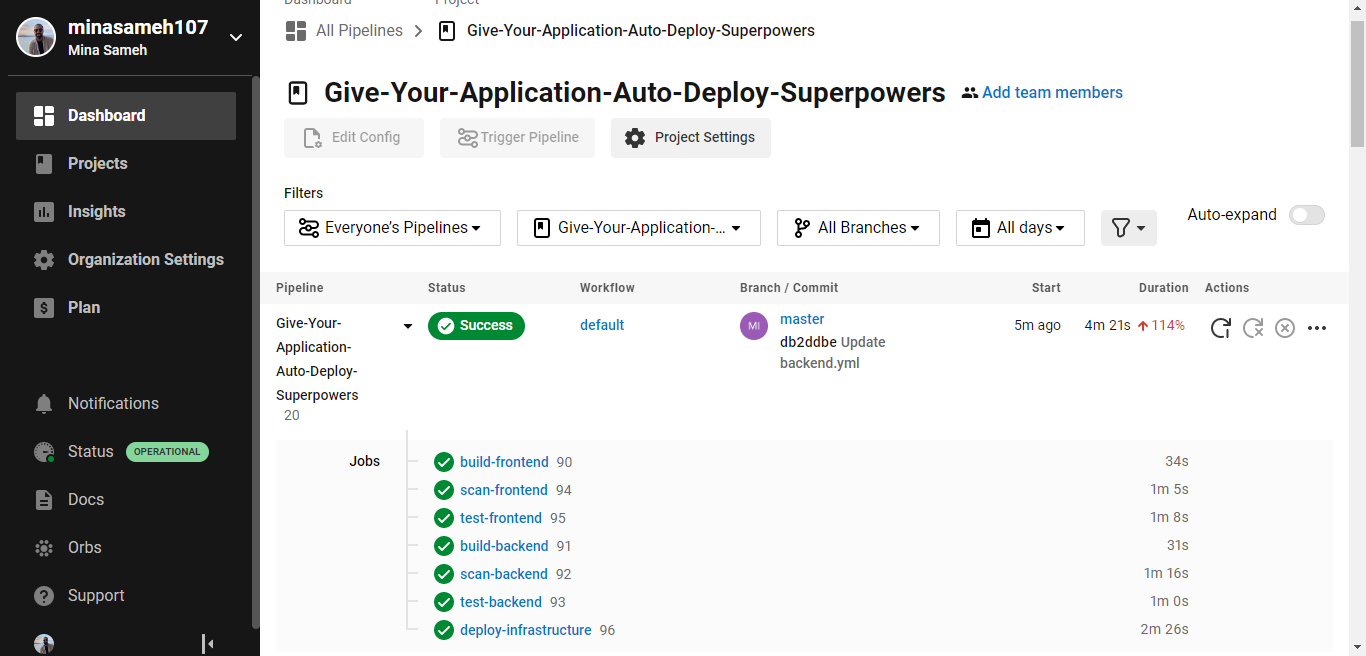 minasameh107
Mina Sameh
Dashboard
Projects
Insights
Organization Settings
Plan
Notifications
Status OPERATIONAL
Docs
Orbs
Support
Dashboard Project
All Pipelines Give-Your-Application-Auto-Deploy-Superpowers
Give-Your-Application-Auto-Deploy-Superpowers Add team members
Edit Config Trigger Pipeline Project Settings
Filters
Everyone's Pipelines Give-Your-Application-... All Branches All days Auto-expand
Pipeline Status Workflow Branch / Commit Start Duration Actions
Give-Your-
Application-
Auto-Deploy-
Superpowers
20
Success default MI master 5m ago 4m 21s 114%
db2ddbe Update
backend.yml
Jobs
build-frontend 90 34s
scan-frontend 94 1m 5s
test-frontend 95 1m 8s
build-backend 91 31s
scan-backend 92 1m 16s
test-backend 93 1m 0s
deploy-infrastructure 96 2m 26s